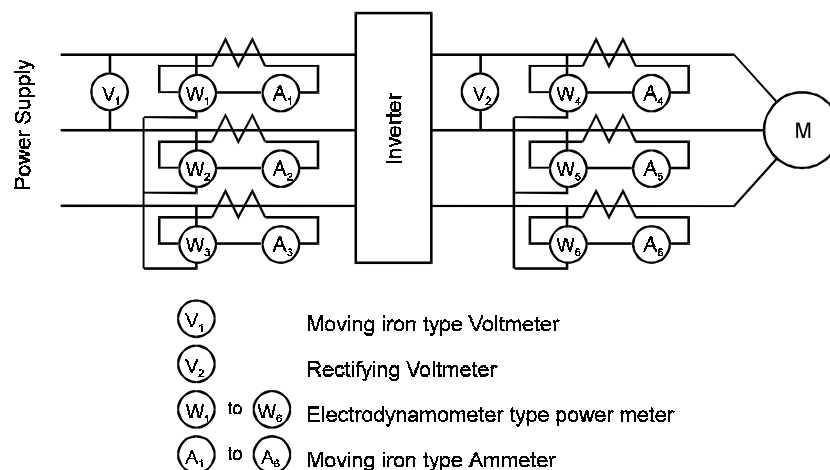 Power Supply
V1
W1
A1
W2
A2
W3
A3
Inverter
V2
W4
A4
W5
A5
W6
A6
M
V1 Moving iron type Voltmeter
V2 Rectifying Voltmeter
W1 to W6 Electrodynamometer type power meter
A1 to A6 Moving iron type Ammeter